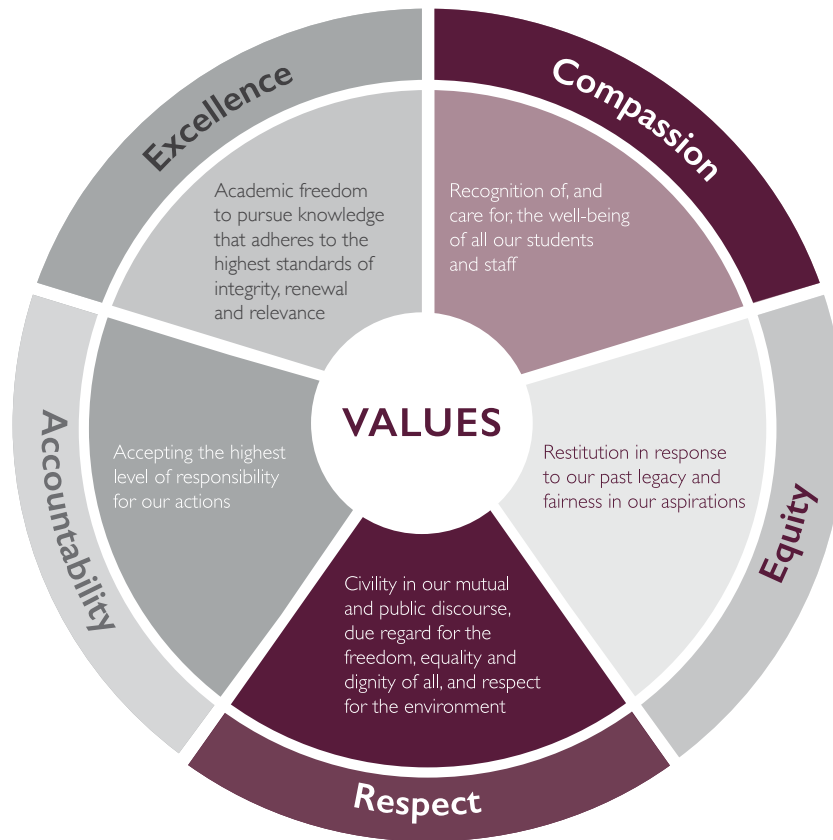 VALUES
Excellence
Academic freedom
to pursue knowledge
that adheres to the
highest standards of
integrity, renewal
and relevance
Compassion
Recognition of, and
care for, the well-being
of all our students
and staff
Equity
Restitution in response
to our past legacy and
fairness in our aspirations
Respect
Civility in our mutual
and public discourse,
due regard for the
freedom, equality and
dignity of all, and respect
for the environment
Accountability
Accepting the highest
level of responsibility
for our actions